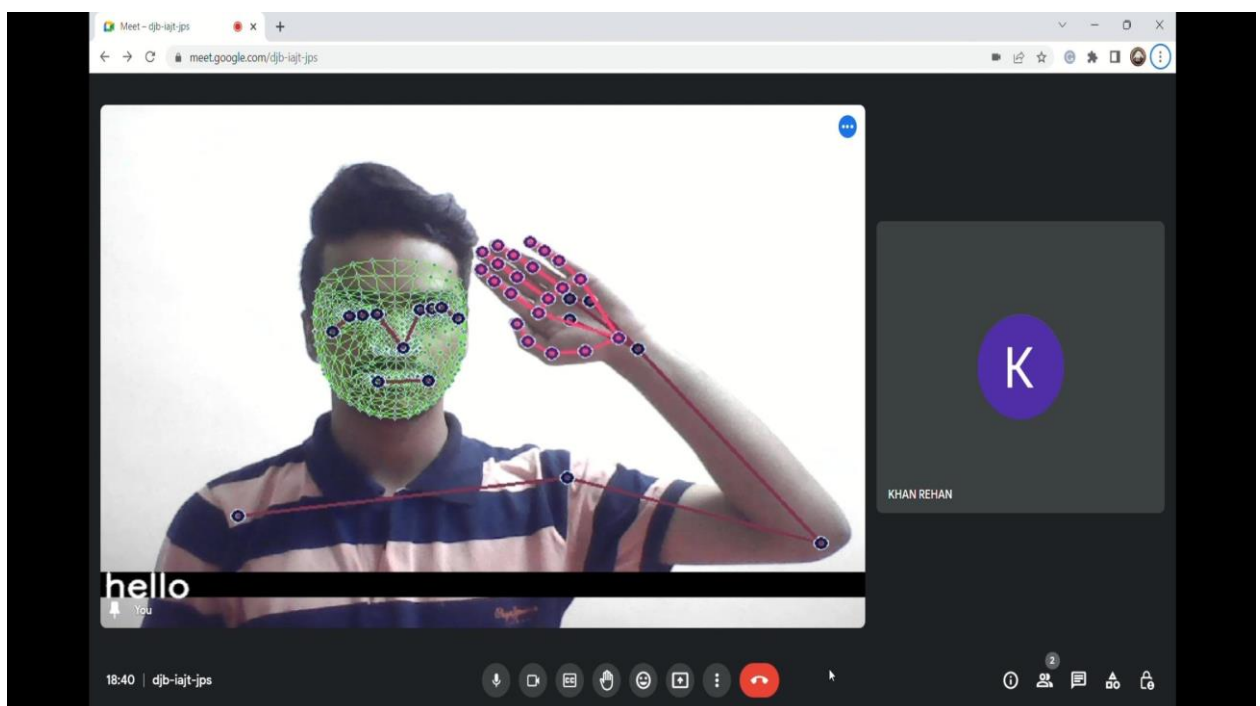 Meet – djb-iajt-jps
meet.google.com/djb-iajt-jps
K
KHAN REHAN
hello
You
18:40 | djb-iajt-jps
CC
2